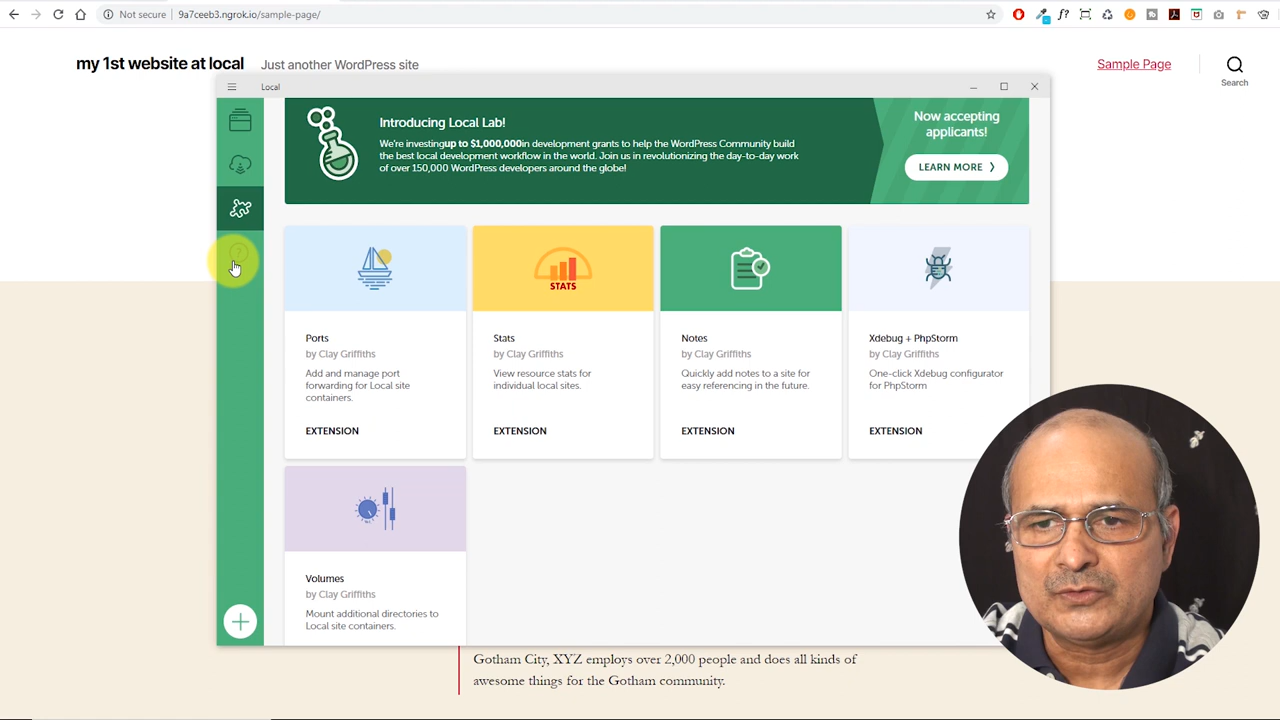 Not secure
9a7ceeb3.ngrok.io/sample-page/
my 1st website at local
Just another WordPress site
Sample Page
Search
Local
Introducing Local Lab!
We're investingup to $1,000,000in development grants to help the WordPress Community build
the best local development workflow in the world. Join us in revolutionizing the day-to-day work
of over 150,000 WordPress developers around the globe!
Now accepting
applicants!
LEARN MORE
STATS
Ports
by Clay Griffiths
Add and manage port
forwarding for Local site
containers.
EXTENSION
Stats
by Clay Griffiths
View resource stats for
individual local sites.
EXTENSION
Notes
by Clay Griffiths
Quickly add notes to a site for
easy referencing in the future.
EXTENSION
Xdebug + PhpStorm
by Clay Griffiths
One-click Xdebug configurator
for PhpStorm
EXTENSION
Volumes
by Clay Griffiths
Mount additional directories to
Local site containers.
Gotham City, XYZ employs over 2,000 people and does all kinds of
awesome things for the Gotham community.